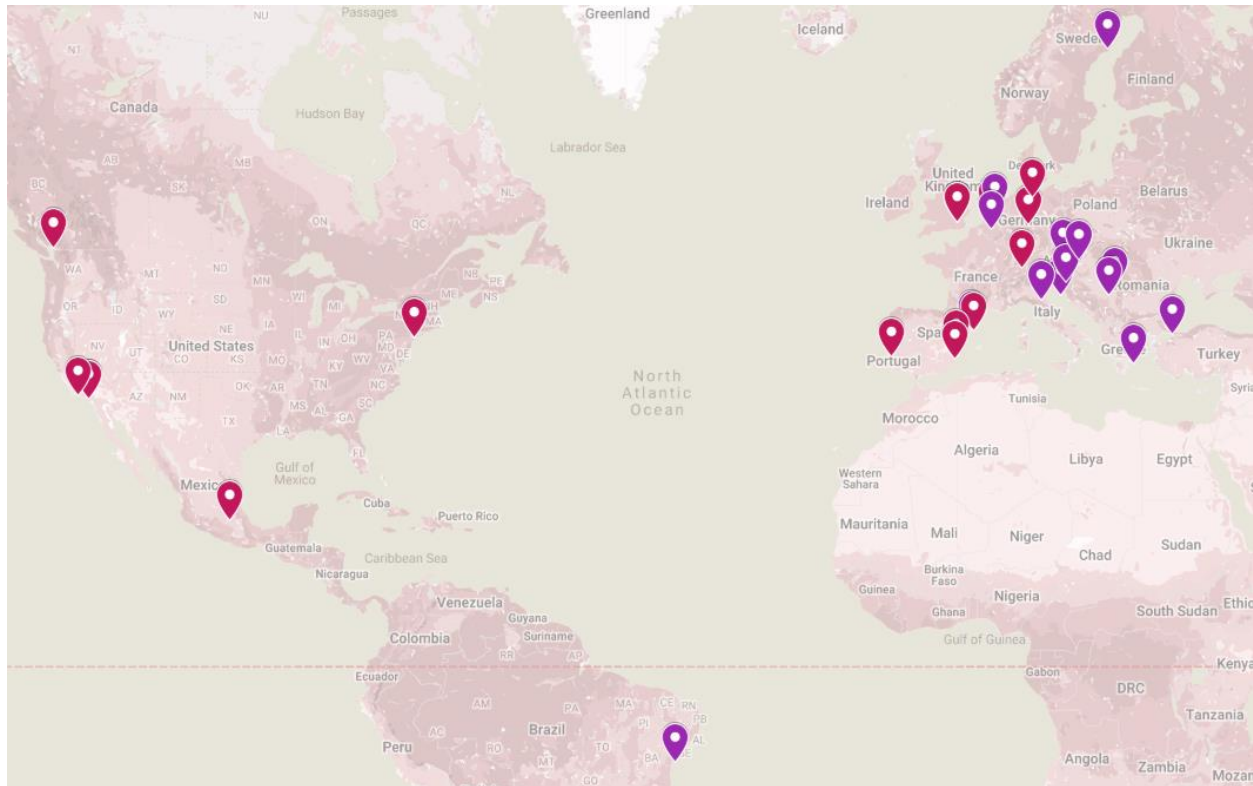 Greenland
Passages
NU
Iceland
NT
Sweden
Finland
Canada
Norway
Hudson Bay
Labrador Sea
AB
MB
SK
BC
NL
ON
QC
United
Kingdom
Ireland
Belarus
Poland
Germany
Ukraine
France
Romania
Italy
NB
PE
NS
ME
WA
MT
ND
MN
OR
ID
SD
WI
MI
MA
WY
NE
IA
IL
IN
OH
PA
MD
DE
NV
UT
CO
KS
MO
WV
KY
VA
United States
Portugal
Turkey
AZ
NM
OK
AR
TN
NC
SC
MS
AL
GA
TX
LA
FL
North
Atlantic
Ocean
Tunisia
Morocco
Algeria
Libya
Egypt
Gulf of
Mexico
Western
Sahara
Cuba
Puerto Rico
Mauritania
Mali
Niger
Chad
Sudan
Guatemala
Caribbean Sea
Nicaragua
Burkina
Faso
Guinea
Nigeria
Ghana
South Sudan
Venezuela
Guyana
Suriname
Colombia
Gulf of Guinea
RR
AP
Ecuador
Gabon
Kenya
DRC
AM
PA
MA
CE
RN
PI
PB
Tanzania
Peru
AC
RO
Brazil
TO
AL
MT
BA
GO
Angola
Zambia